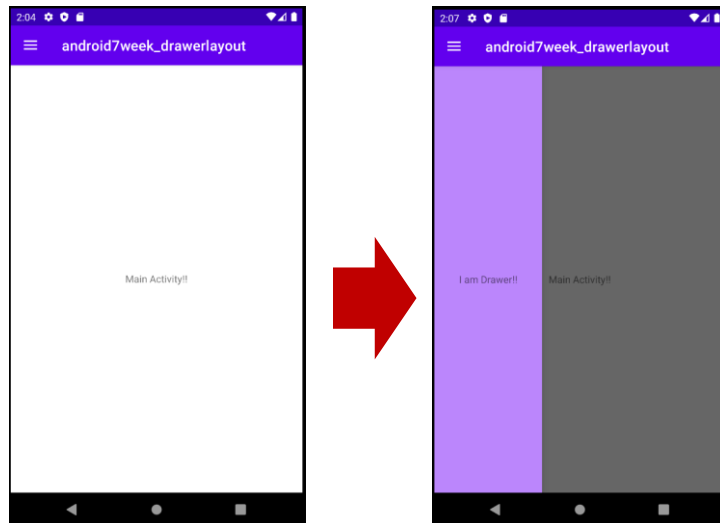 2:04
android7week_drawerlayout
Main Activity!!
2:07
android7week_drawerlayout
I am Drawer!!
Main Activity!!